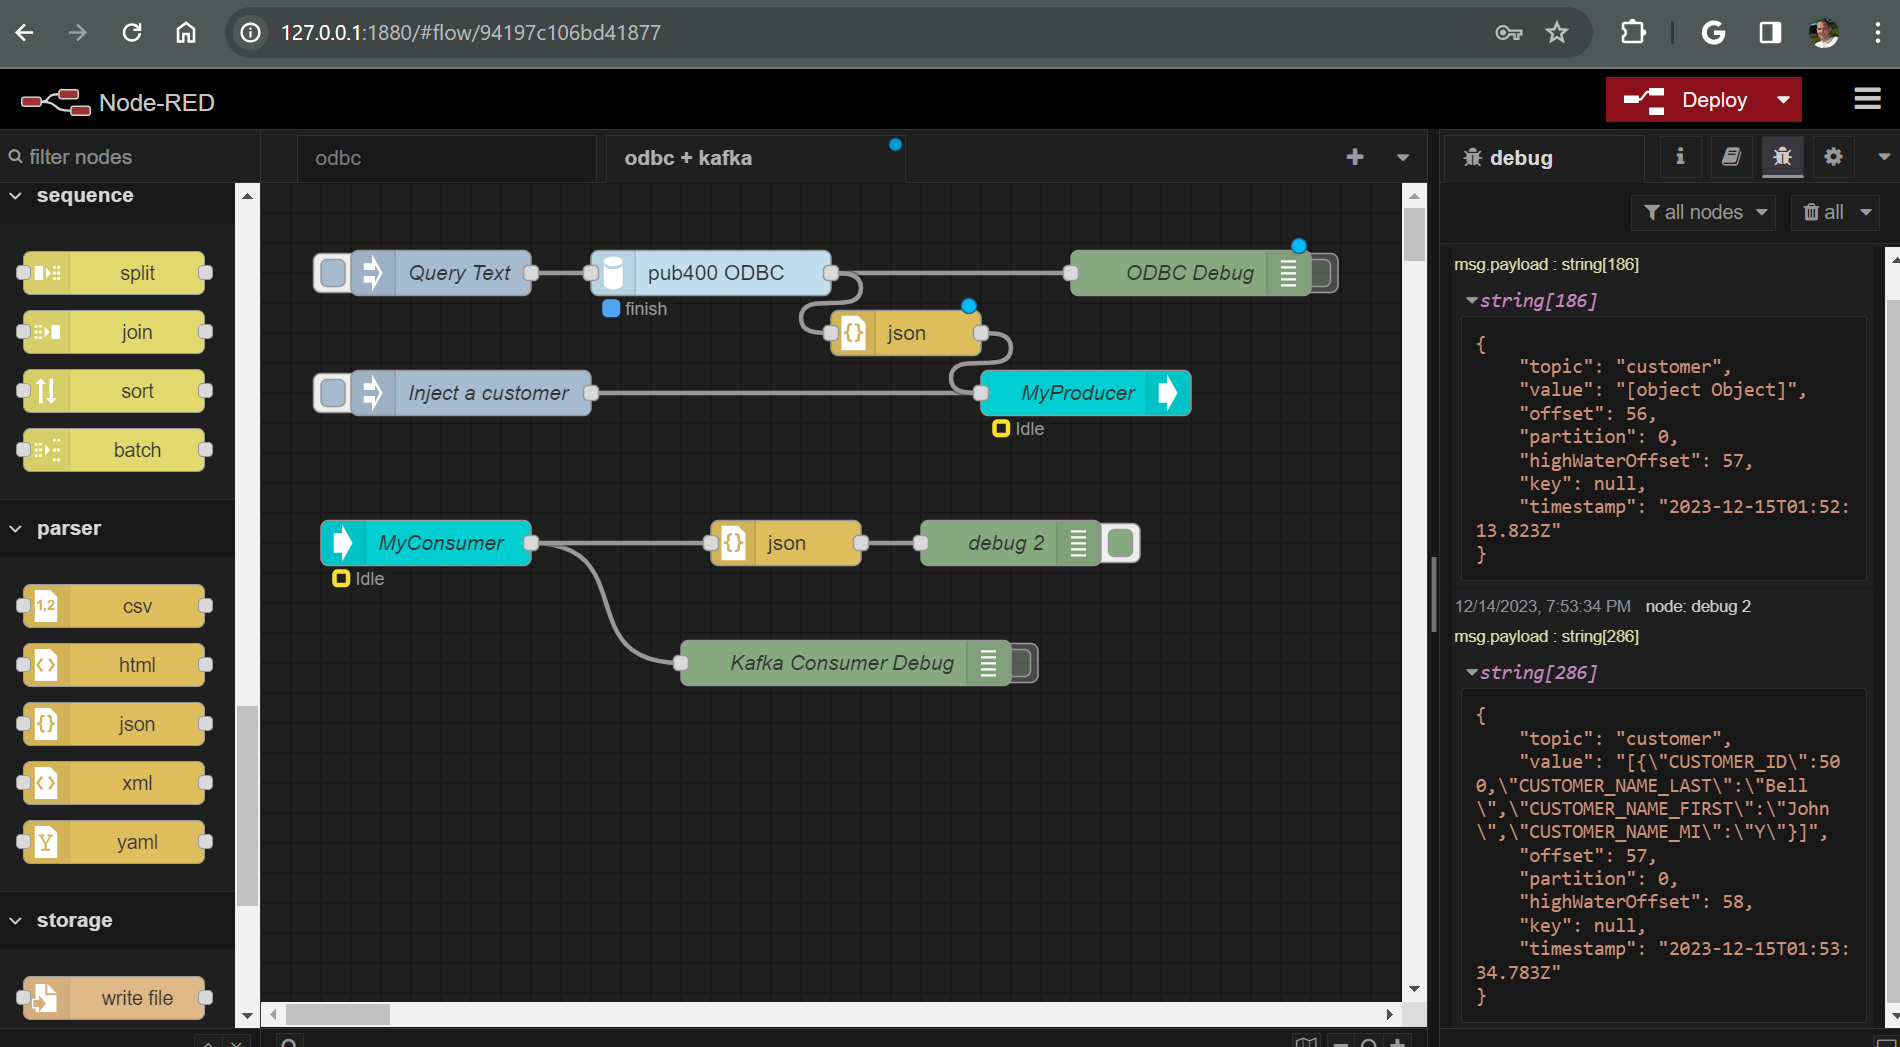 127.0.0.1:1880/#flow/94197c106bd41877
Node-RED
Deploy
filter nodes
odbc
odbc + kafka
debug
all nodes
all
sequence
split
join
sort
batch
parser
csv
1,2
html
json
xml
yaml
Y
storage
write file
Query Text
pub400 ODBC
finish
ODBC Debug
json
Inject a customer
MyProducer
Idle
MyConsumer
Idle
json
debug 2
Kafka Consumer Debug
msg.payload : string[186]
string[186]
{
"topic": "customer",
"value": "[object Object]",
"offset": 56,
"partition": 0,
"highWaterOffset": 57,
"key": null,
"timestamp": "2023-12-15T01:52:
13.823Z"
}
12/14/2023, 7:53:34 PM node: debug 2
msg.payload : string[286]
string[286]
{
"topic": "customer",
"value": "[{\"CUSTOMER_ID\":50
0,\"CUSTOMER_NAME_LAST\":\"Bell
\",\"CUSTOMER_NAME_FIRST\":\"John
\",\"CUSTOMER_NAME_MI\":\"Y\"}]",
"offset": 57,
"partition": 0,
"highWaterOffset": 58,
"key": null,
"timestamp": "2023-12-15T01:53:
34.783Z"
}